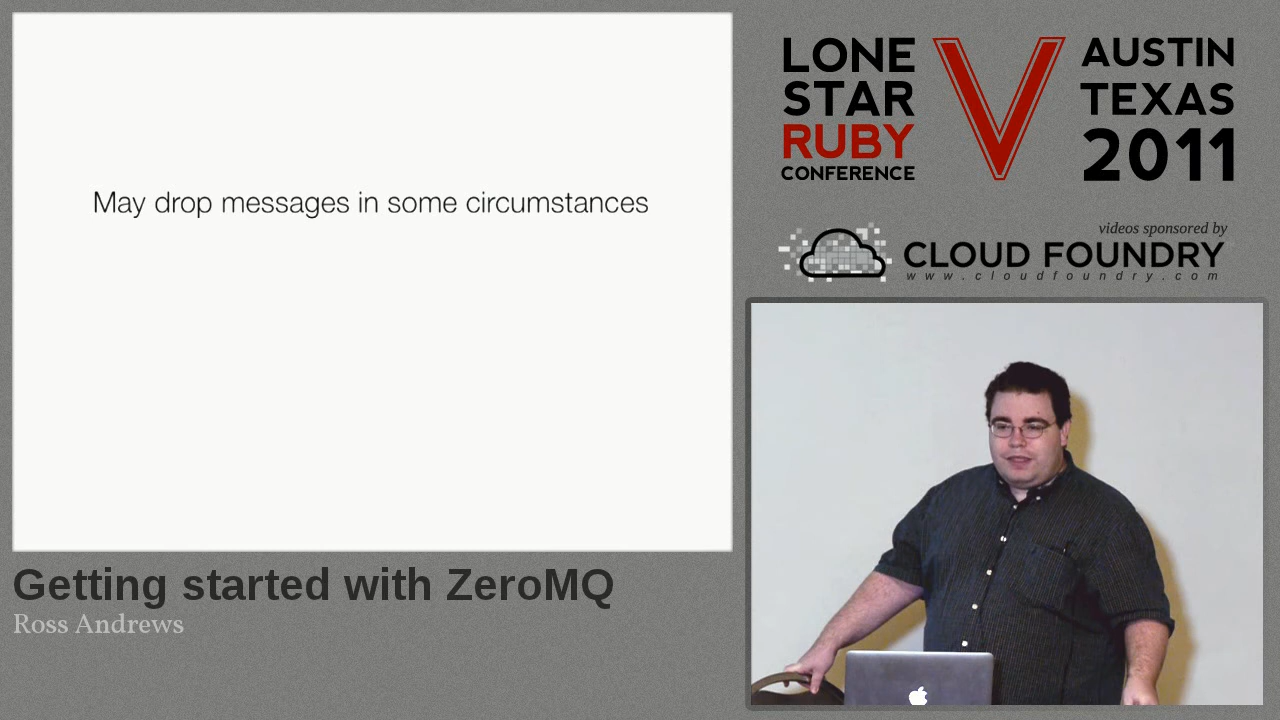 May drop messages in some circumstances
Getting started with ZeroMQ
Ross Andrews
LONE
STAR
RUBY
CONFERENCE
V
AUSTIN
TEXAS
2011
videos sponsored by
CLOUD FOUNDRY
www.cloudfoundry.com